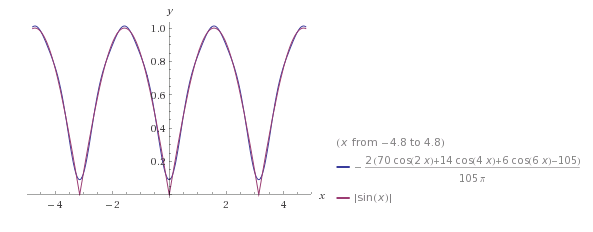 y
1.0
0.8
0.6
0.4
0.2
−4 −2 2 4 x
(x from −4.8 to 4.8)
− 2 (70 cos(2 x)+14 cos(4 x)+6 cos(6 x)−105)
105 π
|sin(x)|